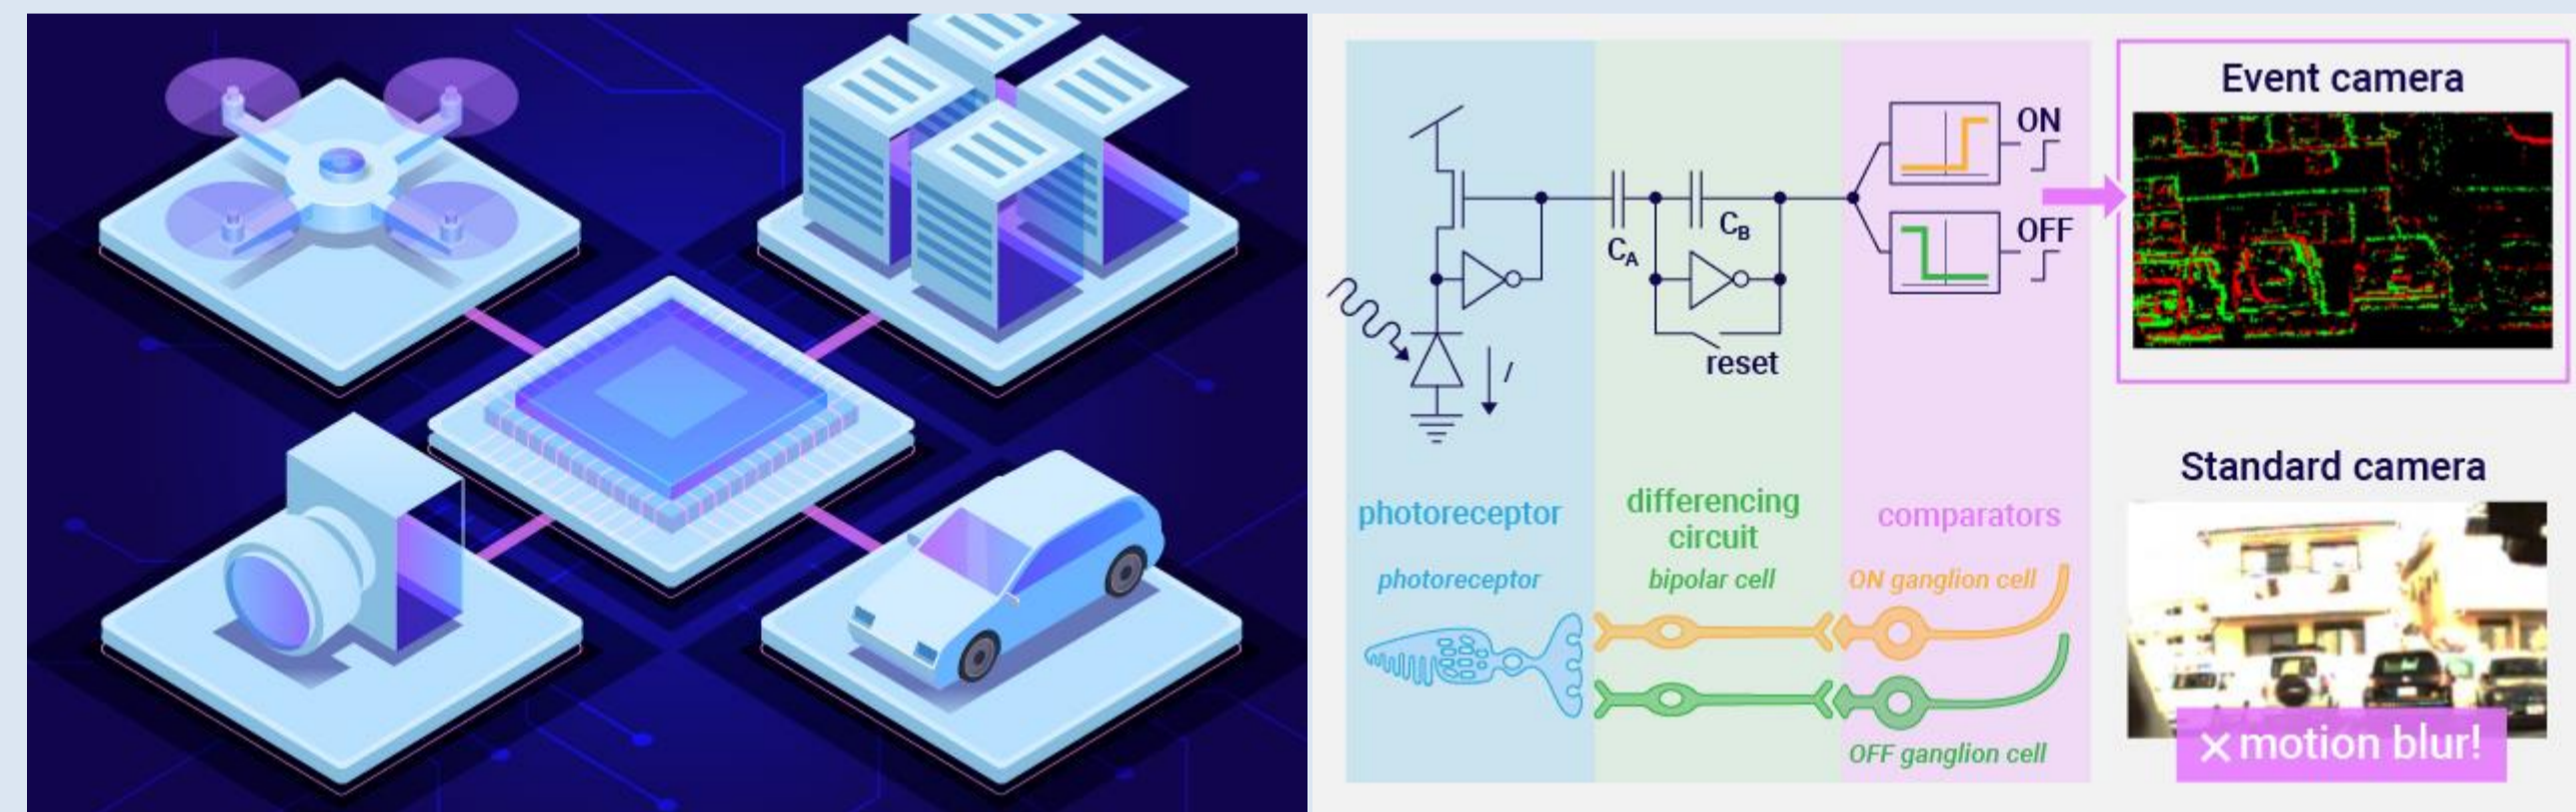 Event camera
ON
OFF
C_A
C_B
reset
I
photoreceptor
differencing
circuit
comparators
photoreceptor
bipolar cell
ON ganglion cell
OFF ganglion cell
Standard camera
× motion blur!